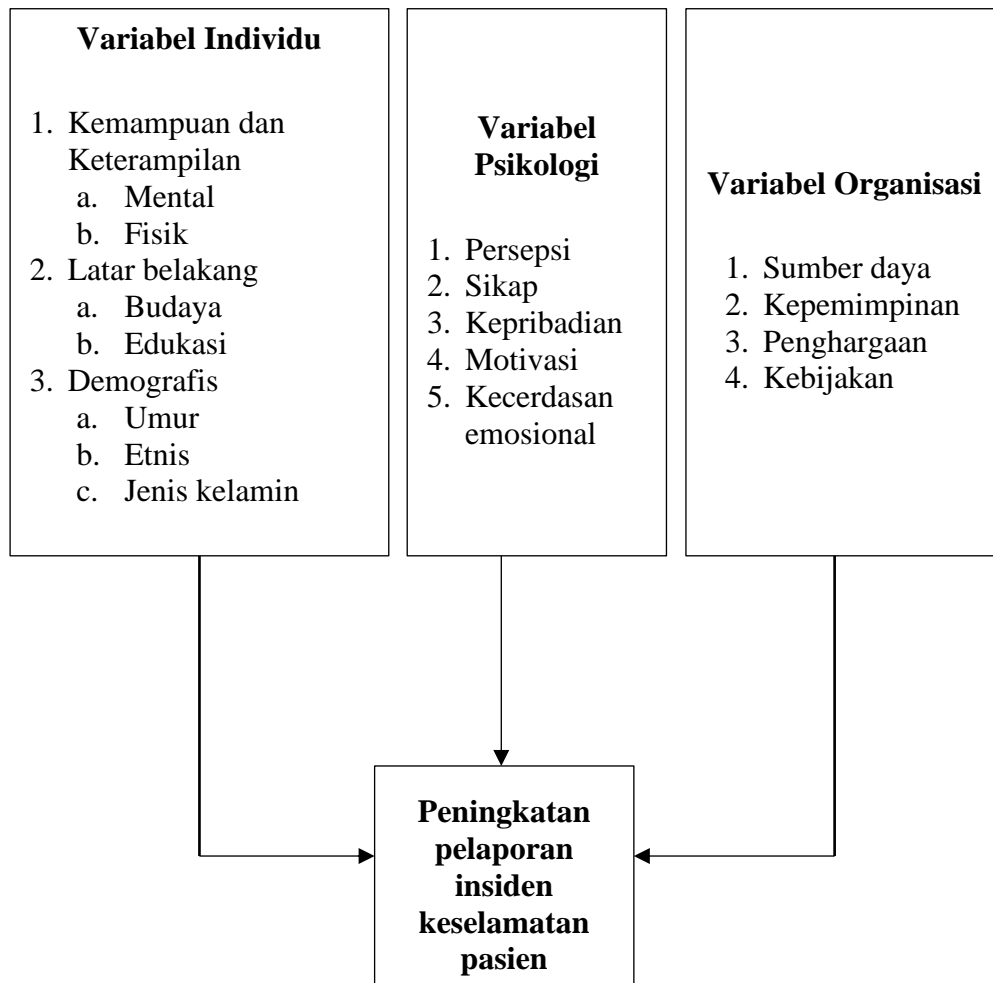 Variabel Individu
1. Kemampuan dan
Keterampilan
a. Mental
b. Fisik
2. Latar belakang
a. Budaya
b. Edukasi
3. Demografis
a. Umur
b. Etnis
c. Jenis kelamin
Variabel
Psikologi
1. Persepsi
2. Sikap
3. Kepribadian
4. Motivasi
5. Kecerdasan
emosional
Variabel Organisasi
1. Sumber daya
2. Kepemimpinan
3. Penghargaan
4. Kebijakan
Peningkatan
pelaporan
insiden
keselamatan
pasien